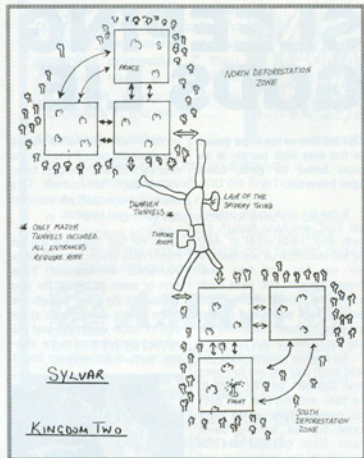 S
PRINCE
NORTH DEFORESTATION
ZONE
DWARVEN
TUNNELS
LAIR OF THE
THING
ONLY MAJOR
TUNNELS INCLUDED.
ALL ENTRANCES
REQUIRE ROPE.
THRONE
ROOM
SYLVAR
KINGDOM TWO
FINLEY
SOUTH
DEFORESTATION
ZONE